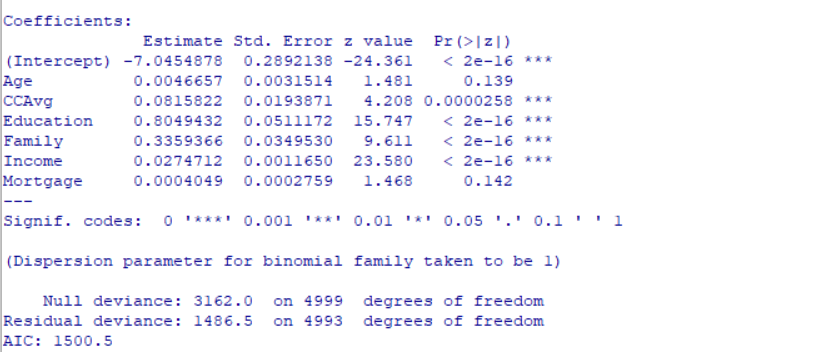 Coefficients:
Estimate Std. Error z value Pr(>|z|)
(Intercept) -7.0454878 0.2892138 -24.361 < 2e-16 ***
Age 0.0046657 0.0031514 1.481 0.139
CCAvg 0.0815822 0.0193871 4.208 0.0000258 ***
Education 0.8049432 0.0511172 15.747 < 2e-16 ***
Family 0.3359366 0.0349530 9.611 < 2e-16 ***
Income 0.0274712 0.0011650 23.580 < 2e-16 ***
Mortgage 0.0004049 0.0002759 1.468 0.142
---
Signif. codes: 0 '***' 0.001 '**' 0.01 '*' 0.05 '.' 0.1 ' ' 1
(Dispersion parameter for binomial family taken to be 1)
Null deviance: 3162.0 on 4999 degrees of freedom
Residual deviance: 1486.5 on 4993 degrees of freedom
AIC: 1500.5